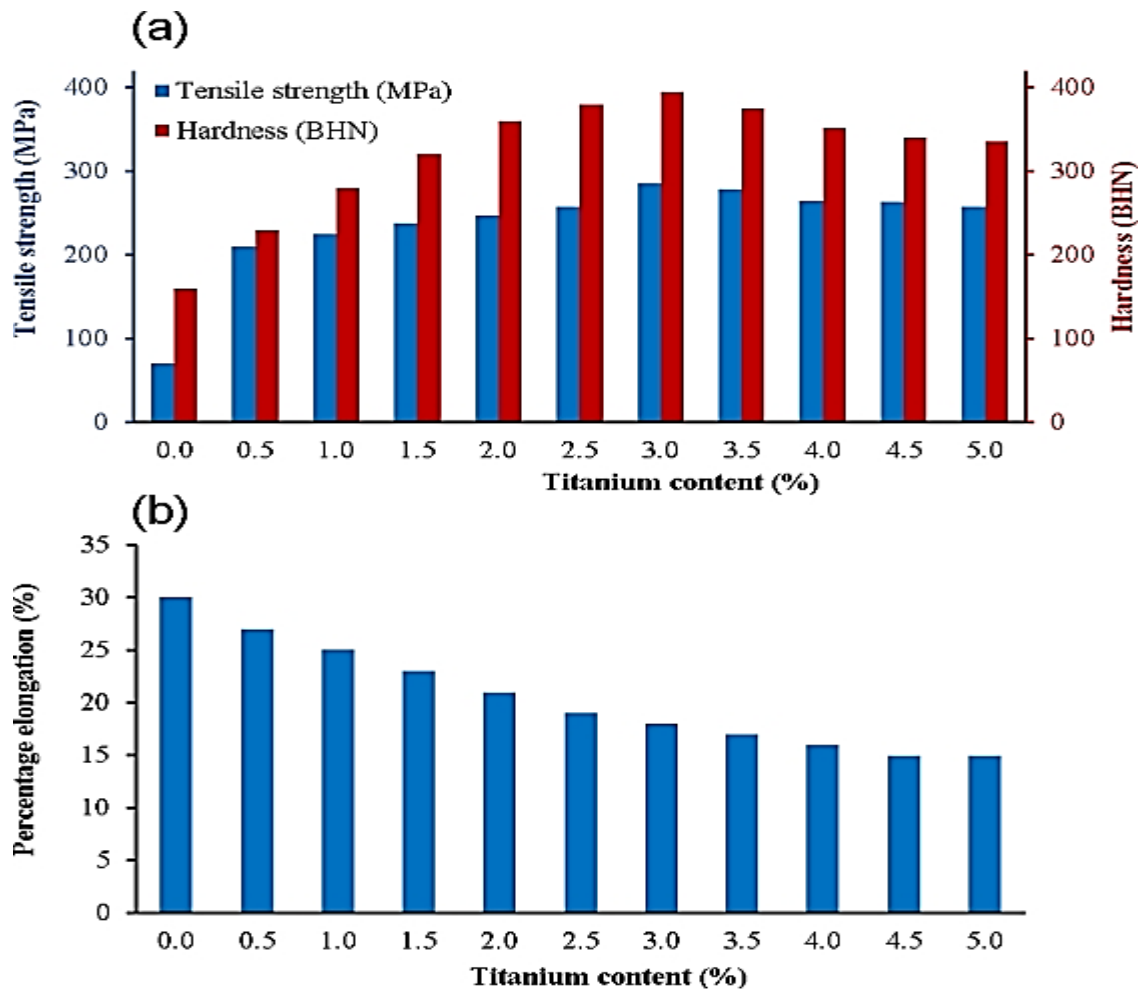 (a)
Tensile strength (MPa)
400
300
200
100
0
Tensile strength (MPa)
Hardness (BHN)
400
300
200
100
0
Hardness (BHN)
0.0 0.5 1.0 1.5 2.0 2.5 3.0 3.5 4.0 4.5 5.0
Titanium content (%)
(b)
Percentage elongation (%)
35
30
25
20
15
10
5
0
0.0 0.5 1.0 1.5 2.0 2.5 3.0 3.5 4.0 4.5 5.0
Titanium content (%)